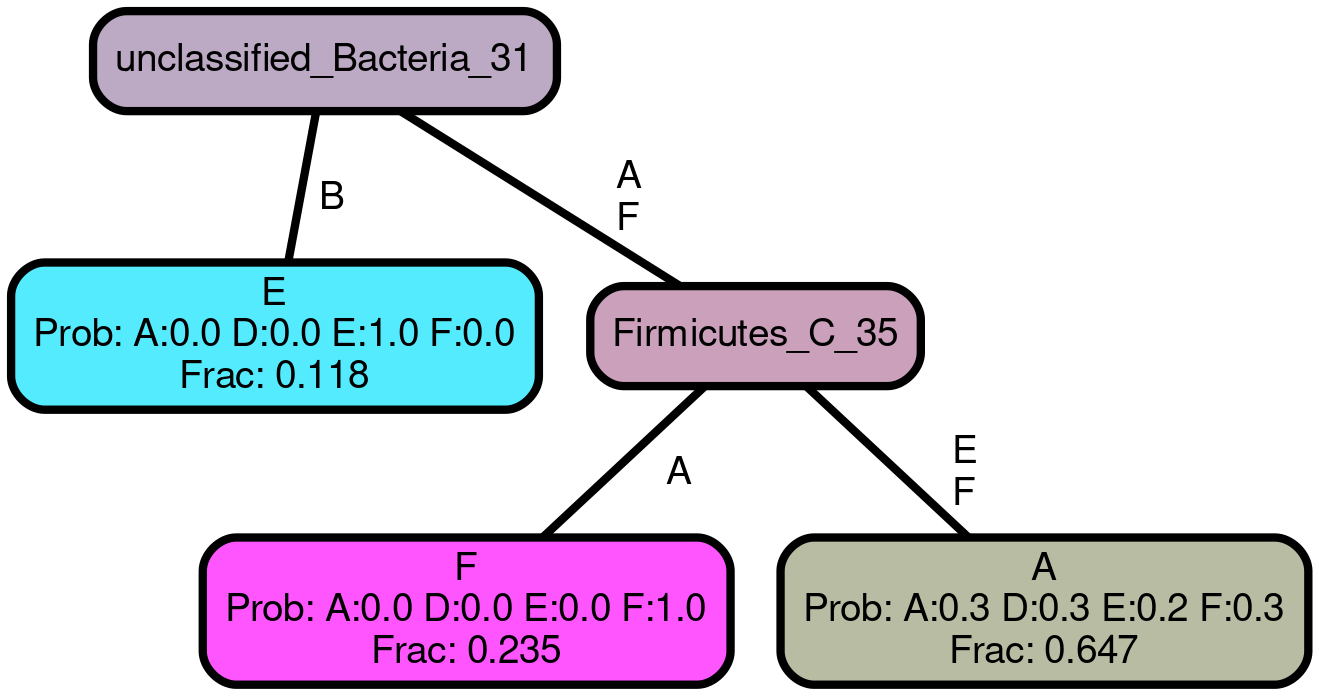 unclassified_Bacteria_31
B
A
F
E
Prob: A:0.0 D:0.0 E:1.0 F:0.0
Frac: 0.118
Firmicutes_C_35
A
E
F
F
Prob: A:0.0 D:0.0 E:0.0 F:1.0
Frac: 0.235
A
Prob: A:0.3 D:0.3 E:0.2 F:0.3
Frac: 0.647